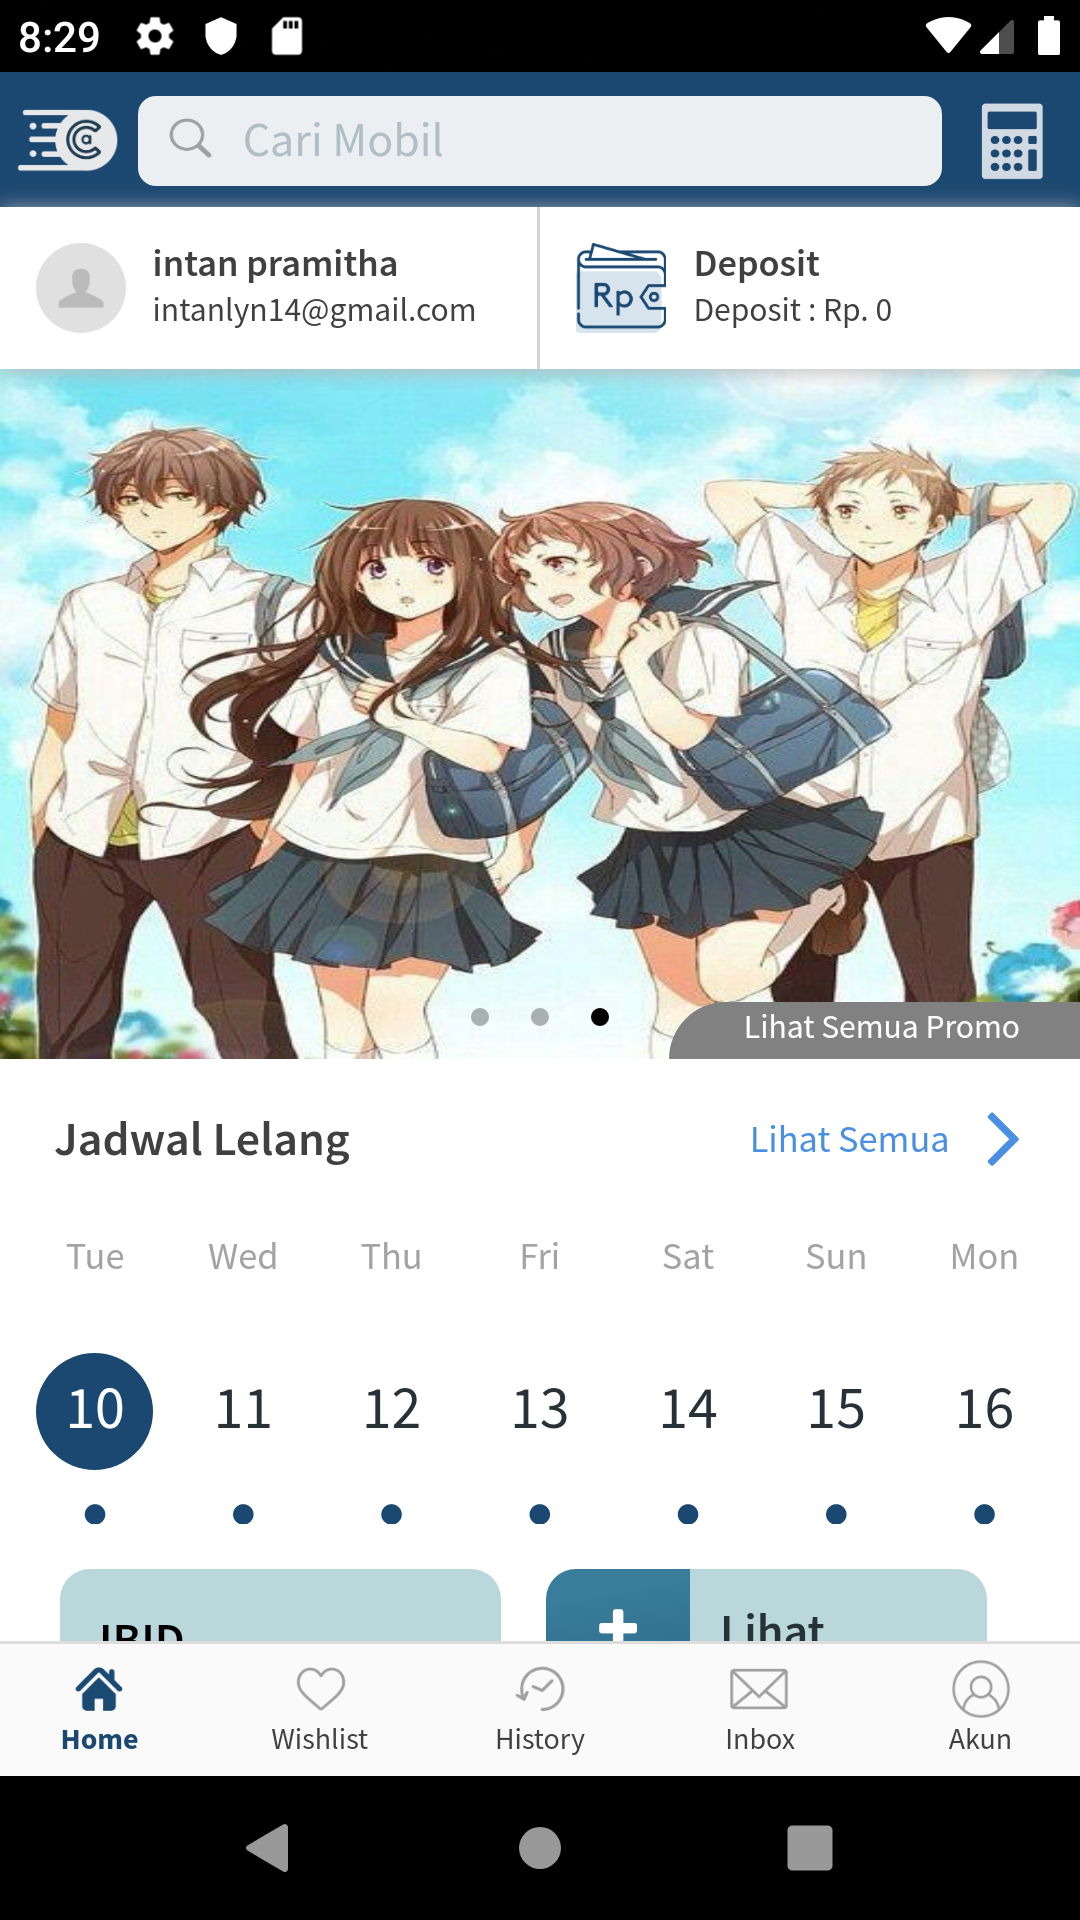 8:29
Cari Mobil
intan pramitha
intanlyn14@gmail.com
Rp
Deposit
Deposit : Rp. 0
Lihat Semua Promo
Jadwal Lelang
Lihat Semua
Tue Wed Thu Fri Sat Sun Mon
10 11 12 13 14 15 16
IBID
Lihat
Home Wishlist History Inbox Akun